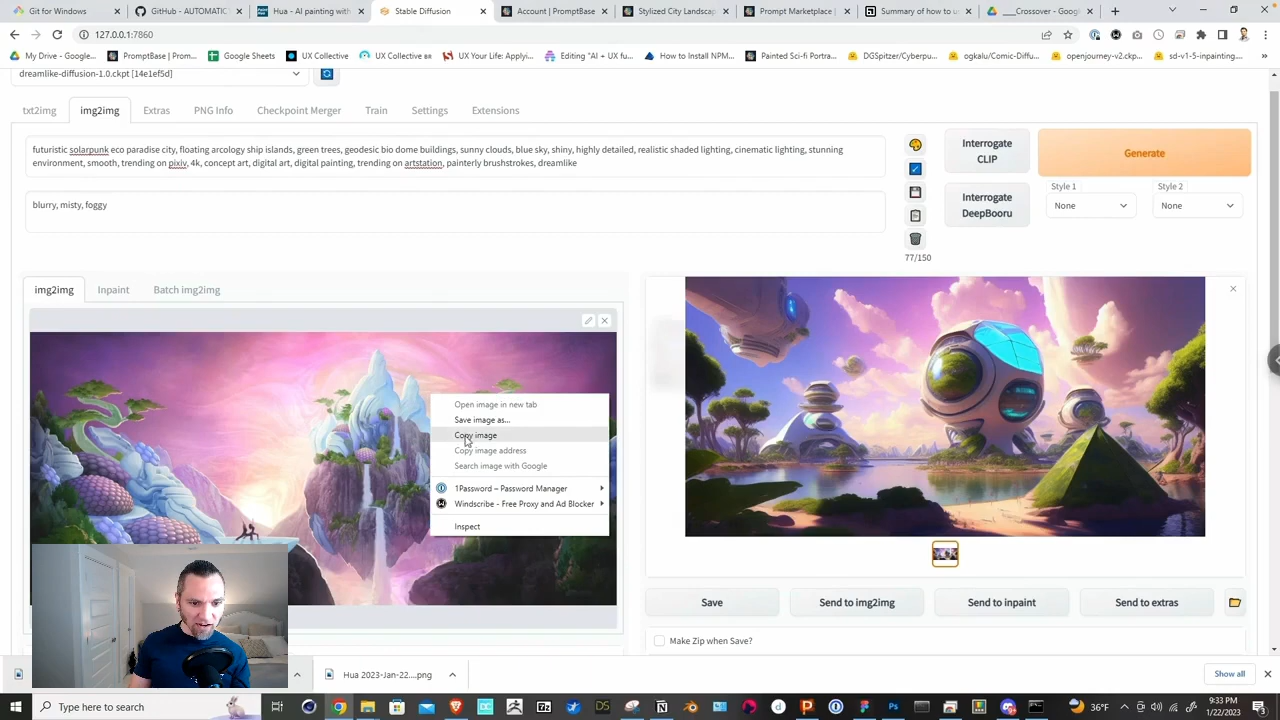 Git for Windows
GitHub - AUTOMATIC
Hua - AI painting with
Stable Diffusion
Account | PromptBase
Stylized City Landscap
Prompt Marketplace |
Summary of how to u
___Crossover - Googl
127.0.0.1:7860
My Drive - Google...
PromptBase | Prom...
Google Sheets
UX Collective
UX Collective BR
UX Your Life: Applyi...
Editing "AI + UX fu...
How to Install NPM...
Painted Sci-fi Portra...
DGSpitzer/Cyberpu...
ogkalu/Comic-Diffu...
openjourney-v2.ckp...
sd-v1-5-inpainting....
dreamlike-diffusion-1.0.ckpt [14e1ef5d]
txt2img
img2img
Extras
PNG Info
Checkpoint Merger
Train
Settings
Extensions
futuristic solarpunk eco paradise city, floating arcology ship islands, green trees, geodesic bio dome buildings, sunny clouds, blue sky, shiny, highly detailed, realistic shaded lighting, cinematic lighting, stunning
environment, smooth, trending on pixiv, 4k, concept art, digital art, digital painting, trending on artstation, painterly brushstrokes, dreamlike
Interrogate
CLIP
Generate
Style 1
Style 2
blurry, misty, foggy
Interrogate
DeepBooru
None
None
77/150
img2img
Inpaint
Batch img2img
Open image in new tab
Save image as...
Copy image
Copy image address
Search image with Google
1Password – Password Manager
Windscribe - Free Proxy and Ad Blocker
Inspect
Save
Send to img2img
Send to inpaint
Send to extras
Make Zip when Save?
Hua 2023-Jan-22....png
Show all
Type here to search
36°F
9:33 PM
1/22/2023